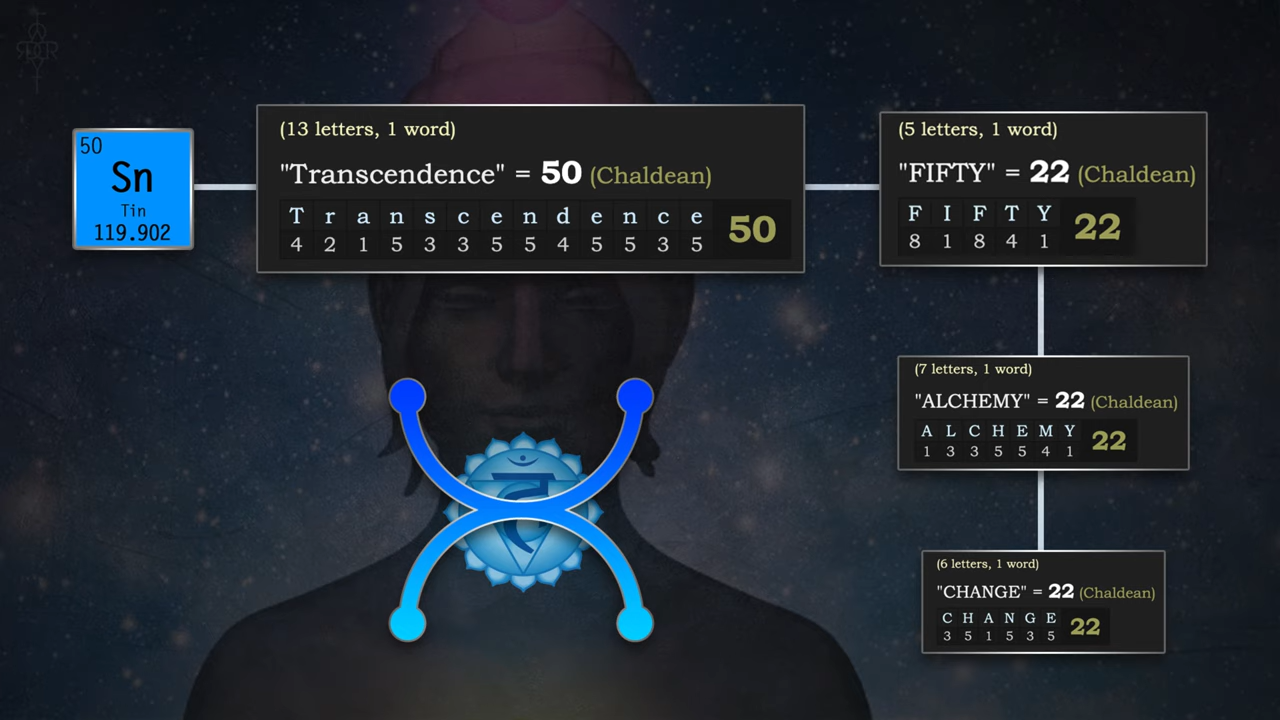 50
Sn
Tin
119.902
(13 letters, 1 word)
"Transcendence" = 50 (Chaldean)
T r a n s c e n d e n c e
4 2 1 5 3 3 5 5 4 5 5 3 5
50
(5 letters, 1 word)
"FIFTY" = 22 (Chaldean)
F I F T Y
8 1 8 4 1
22
(7 letters, 1 word)
"ALCHEMY" = 22 (Chaldean)
A L C H E M Y
1 3 3 5 5 4 1
22
(6 letters, 1 word)
"CHANGE" = 22 (Chaldean)
C H A N G E
3 5 1 5 3 5
22